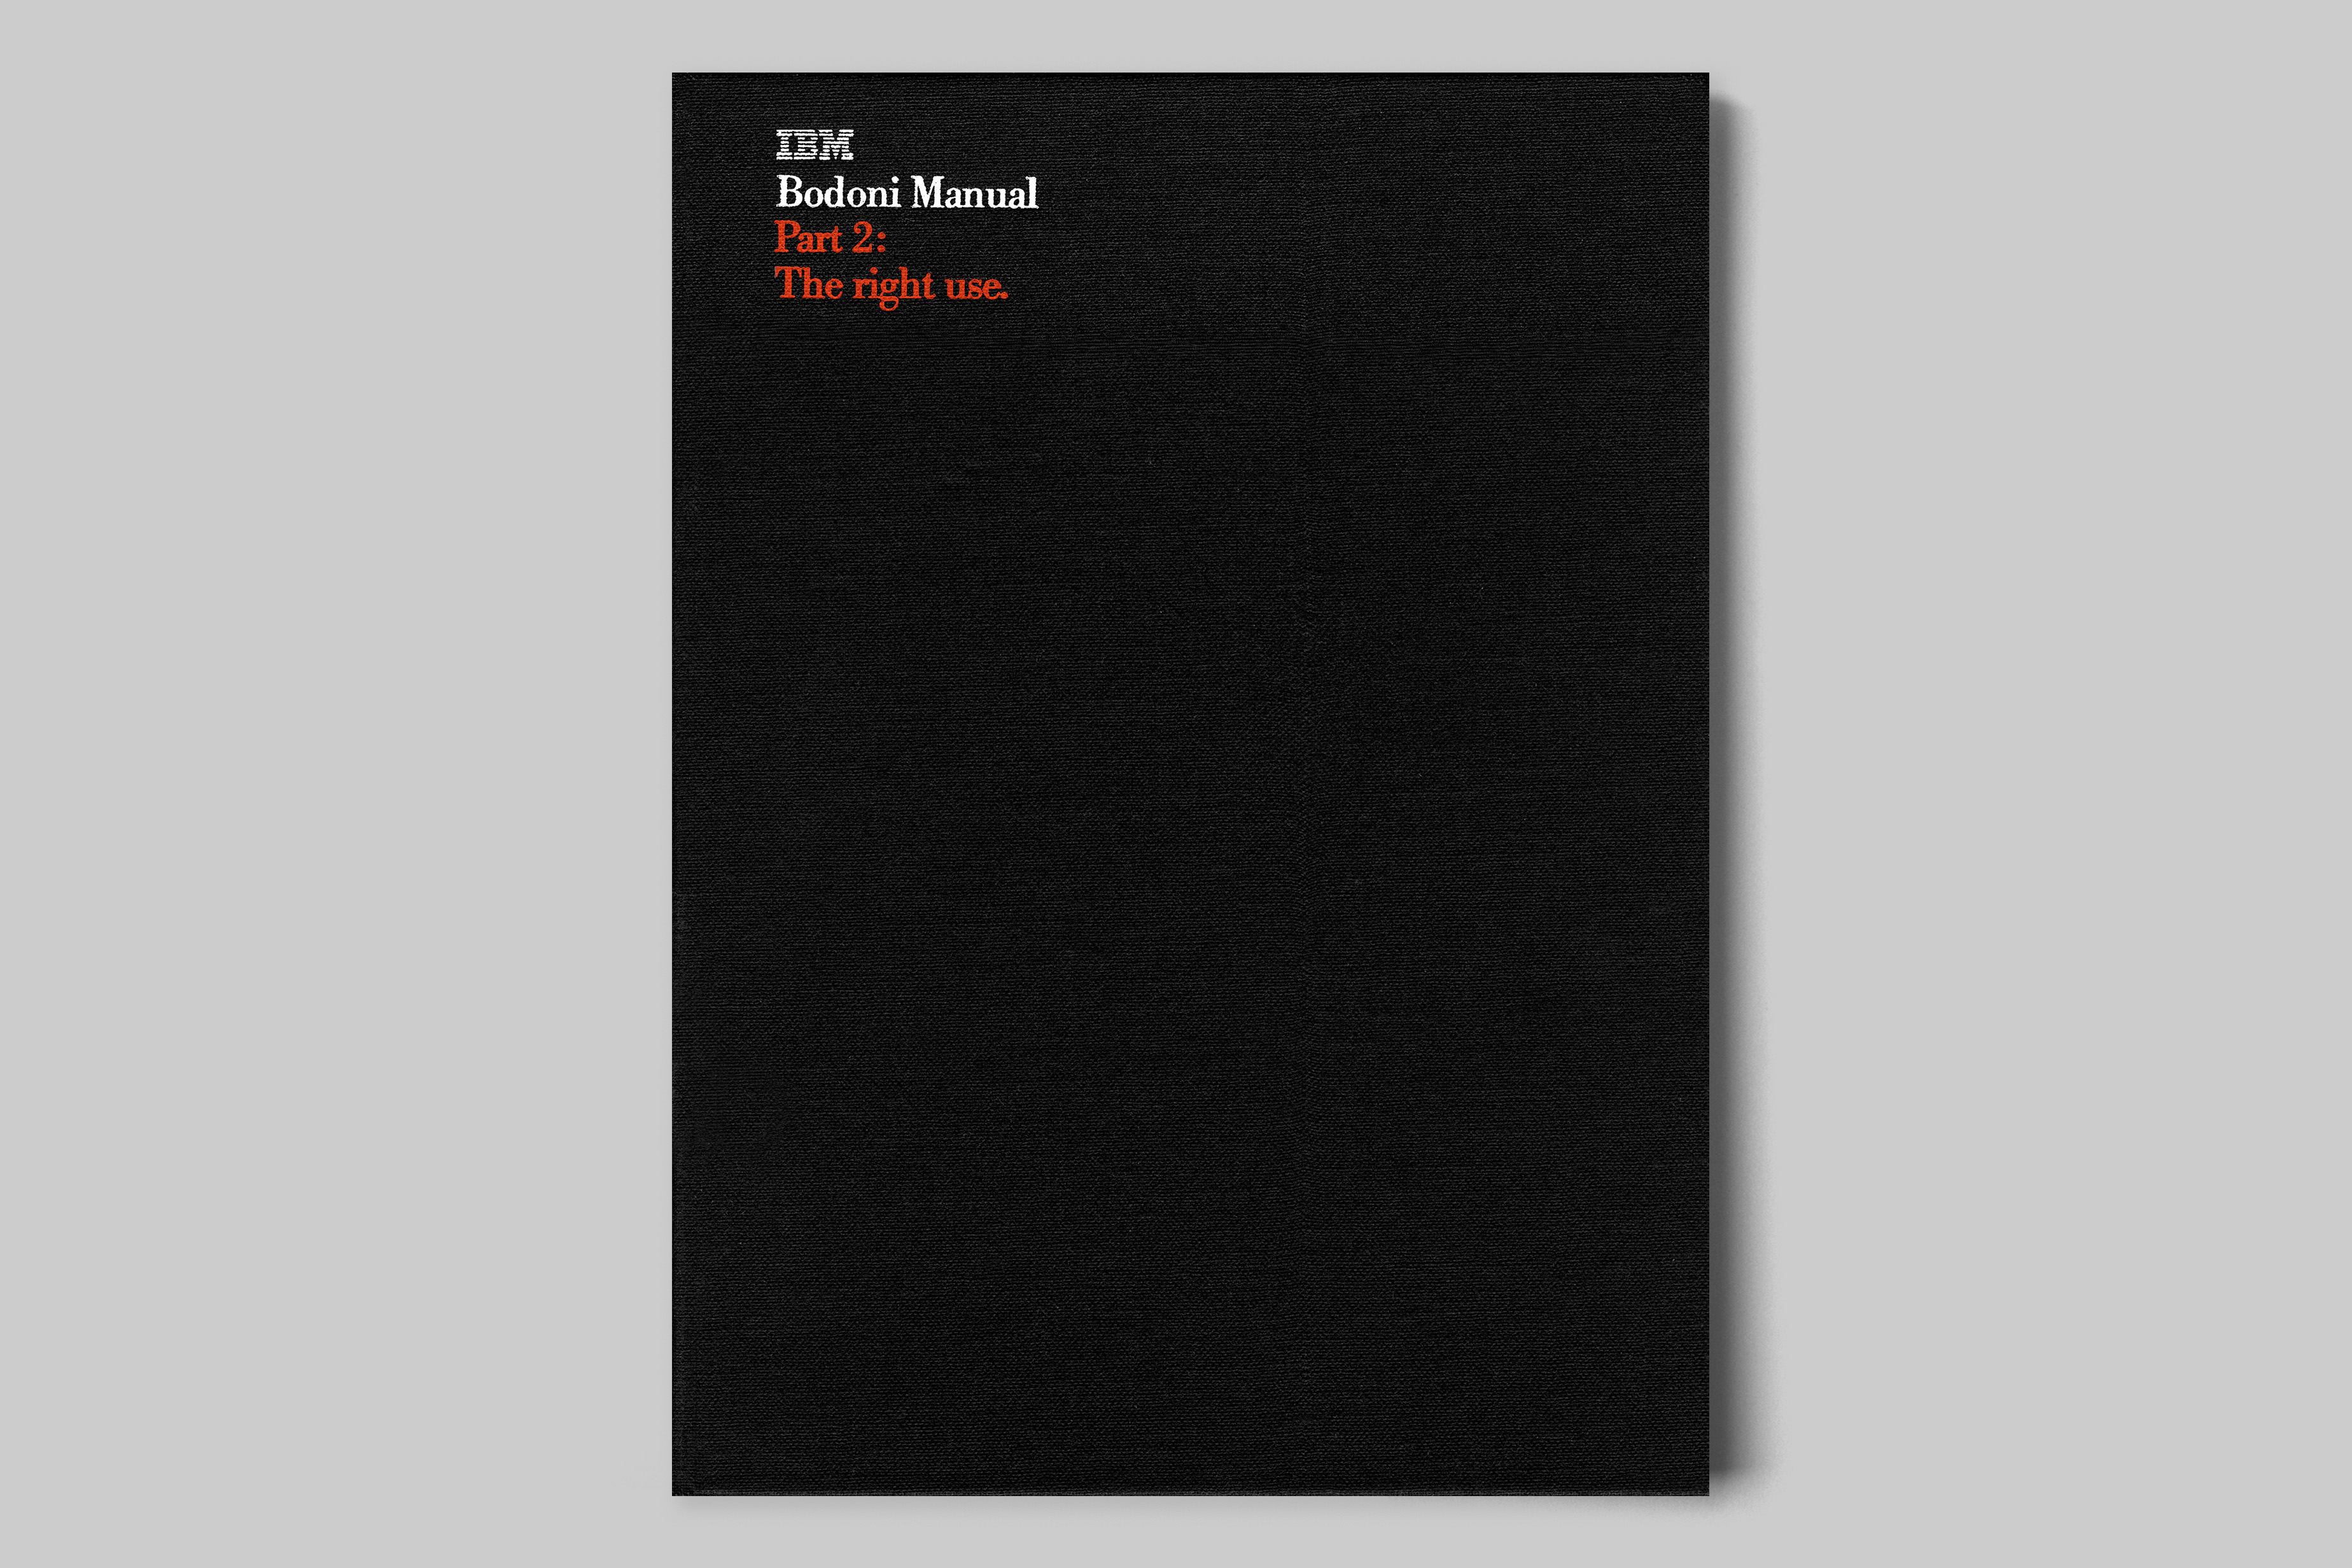 IBM
Bodoni Manual
Part 2:
The right use.